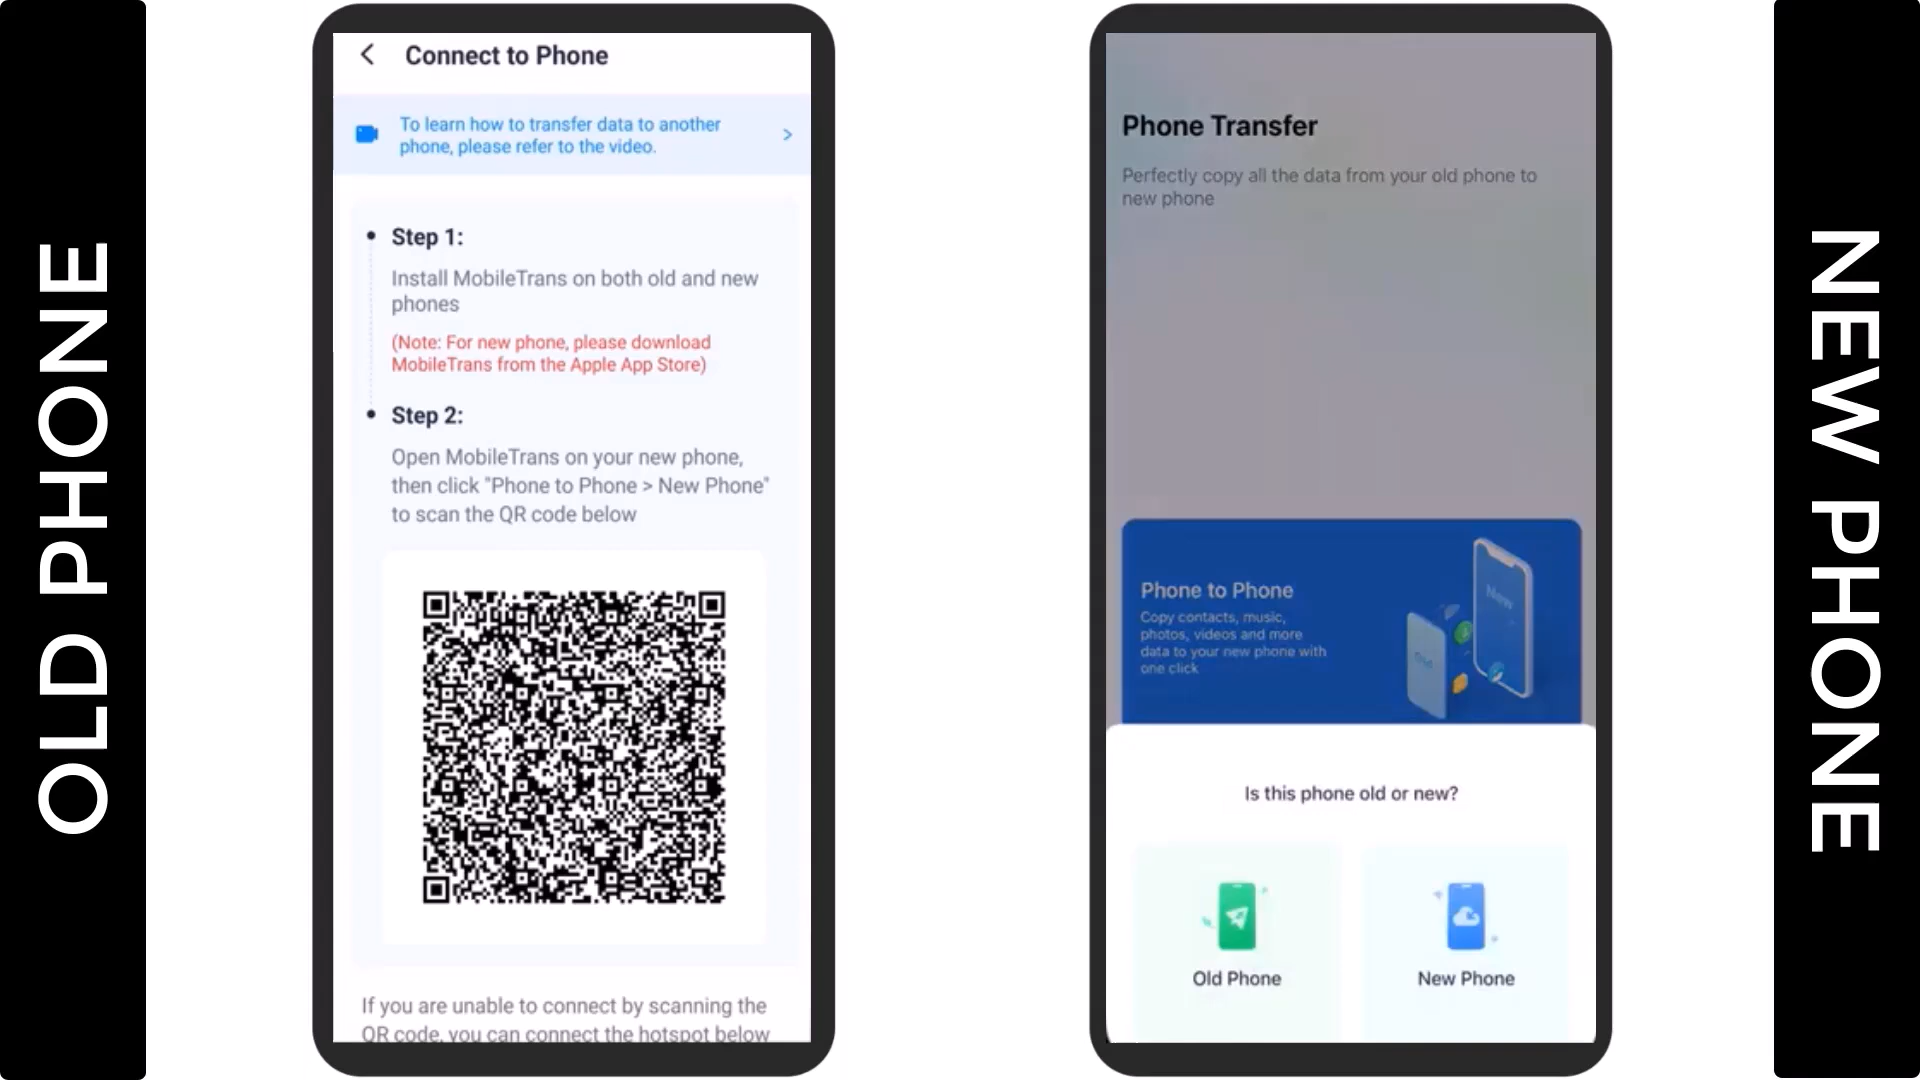 OLD PHONE
Connect to Phone
To learn how to transfer data to another
phone, please refer to the video.
Step 1:
Install MobileTrans on both old and new
phones
(Note: For new phone, please download
MobileTrans from the Apple App Store)
Step 2:
Open MobileTrans on your new phone,
then click "Phone to Phone > New Phone"
to scan the QR code below
If you are unable to connect by scanning the
QR code, you can connect the hotspot below
Phone Transfer
Perfectly copy all the data from your old phone to
new phone
Phone to Phone
Copy contacts, music,
photos, videos and more
data to your new phone with
one click
New
Old
Is this phone old or new?
Old Phone
New Phone
NEW PHONE